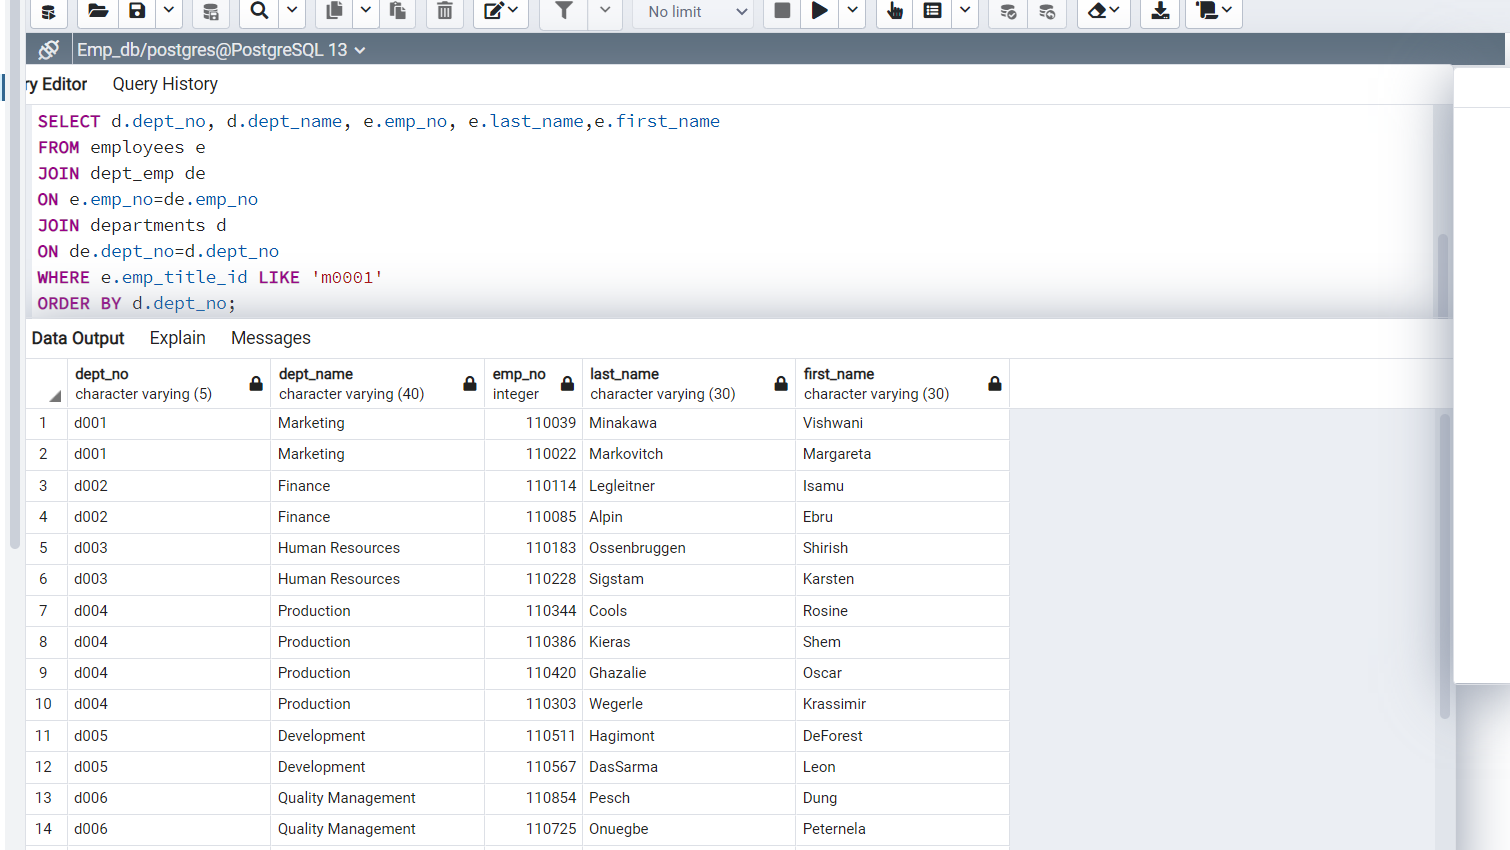 No limit
Emp_db/postgres@PostgreSQL 13
ry Editor Query History
SELECT d.dept_no, d.dept_name, e.emp_no, e.last_name,e.first_name
FROM employees e
JOIN dept_emp de
ON e.emp_no=de.emp_no
JOIN departments d
ON de.dept_no=d.dept_no
WHERE e.emp_title_id LIKE 'm0001'
ORDER BY d.dept_no;
Data Output Explain Messages
dept_no dept_name emp_no last_name first_name
character varying (5) character varying (40) integer character varying (30) character varying (30)
1 d001 Marketing 110039 Minakawa Vishwani
2 d001 Marketing 110022 Markovitch Margareta
3 d002 Finance 110114 Legleitner Isamu
4 d002 Finance 110085 Alpin Ebru
5 d003 Human Resources 110183 Ossenbruggen Shirish
6 d003 Human Resources 110228 Sigstam Karsten
7 d004 Production 110344 Cools Rosine
8 d004 Production 110386 Kieras Shem
9 d004 Production 110420 Ghazalie Oscar
10 d004 Production 110303 Wegerle Krassimir
11 d005 Development 110511 Hagimont DeForest
12 d005 Development 110567 DasSarma Leon
13 d006 Quality Management 110854 Pesch Dung
14 d006 Quality Management 110725 Onuegbe Peternela